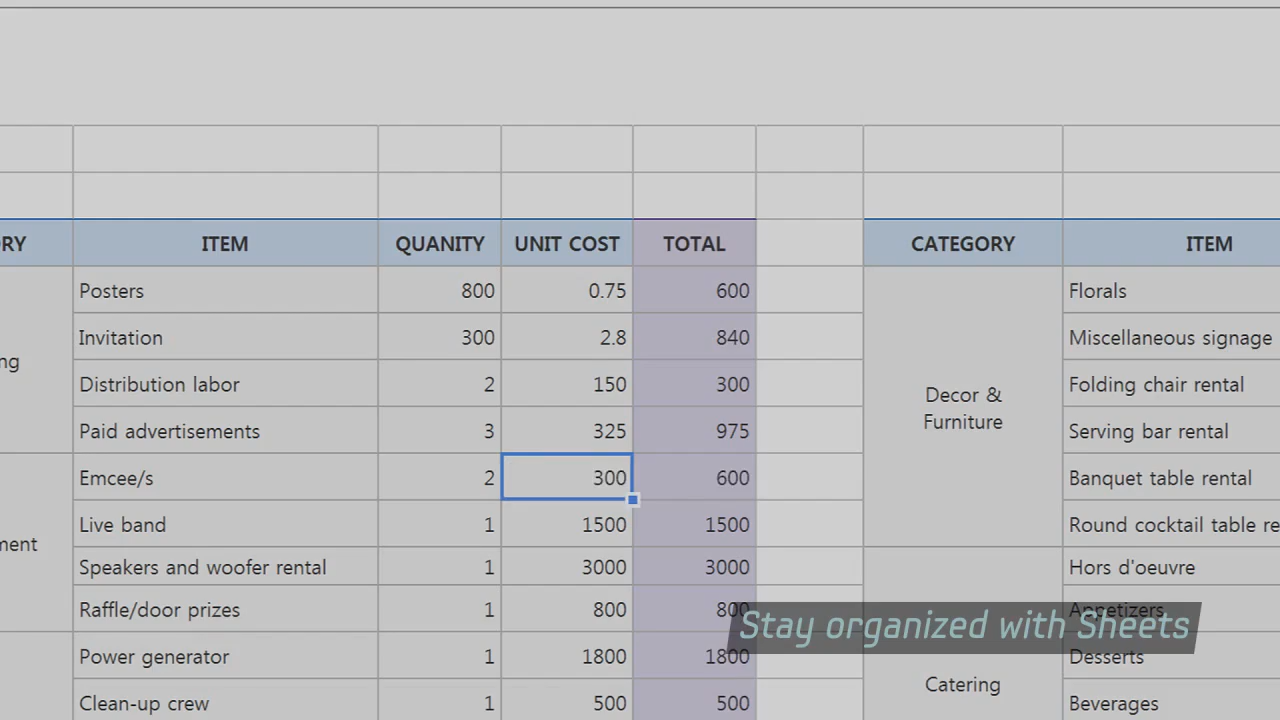 RY ITEM QUANITY UNIT COST TOTAL CATEGORY ITEM
Posters 800 0.75 600 Florals
Invitation 300 2.8 840 Miscellaneous signage
ng
Distribution labor 2 150 300 Folding chair rental
Decor &
Furniture
Paid advertisements 3 325 975 Serving bar rental
Emcee/s 2 300 600 Banquet table rental
Live band 1 1500 1500 Round cocktail table re
ment
Speakers and woofer rental 1 3000 3000 Hors d'oeuvre
Raffle/door prizes 1 800 800 Appetizers
Stay organized with Sheets
Power generator 1 1800 1800 Desserts
Catering
Clean-up crew 1 500 500 Beverages